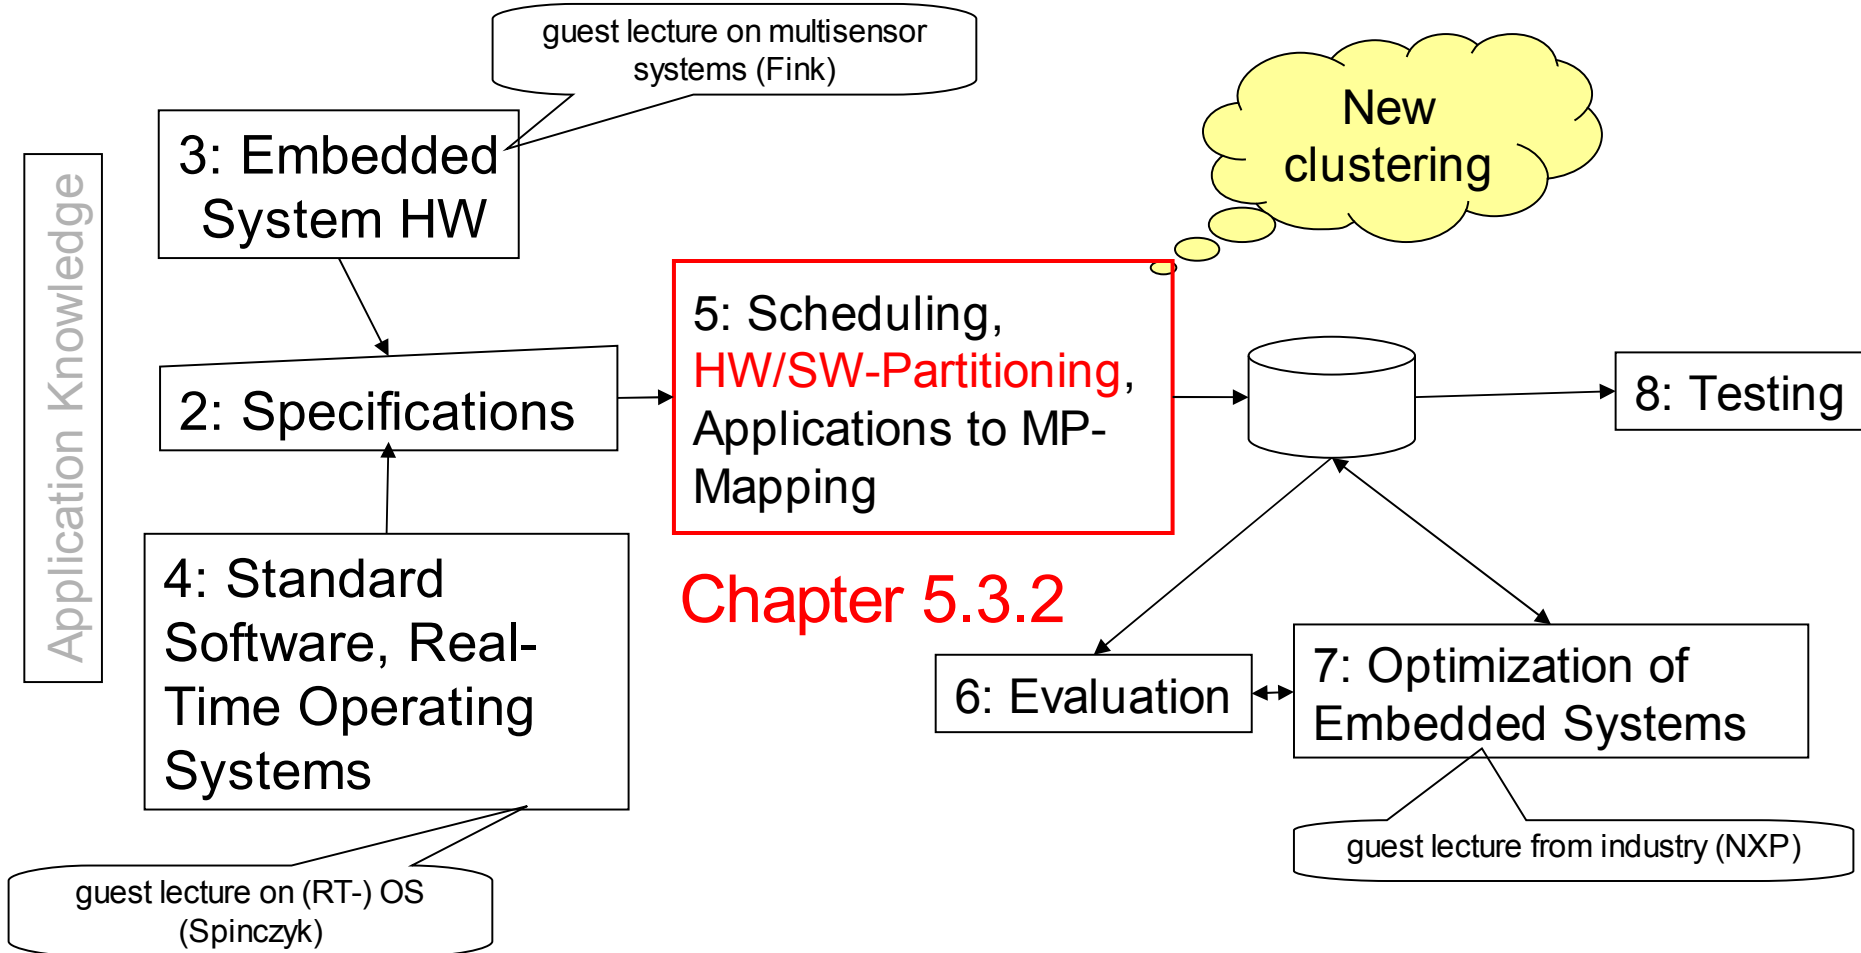 guest lecture on multisensor
systems (Fink)
New
clustering
3: Embedded
System HW
Application Knowledge
5: Scheduling,
HW/SW-Partitioning,
Applications to MP-
Mapping
2: Specifications
8: Testing
4: Standard
Software, Real-
Time Operating
Systems
Chapter 5.3.2
6: Evaluation
7: Optimization of
Embedded Systems
guest lecture from industry (NXP)
guest lecture on (RT-) OS
(Spinczyk)